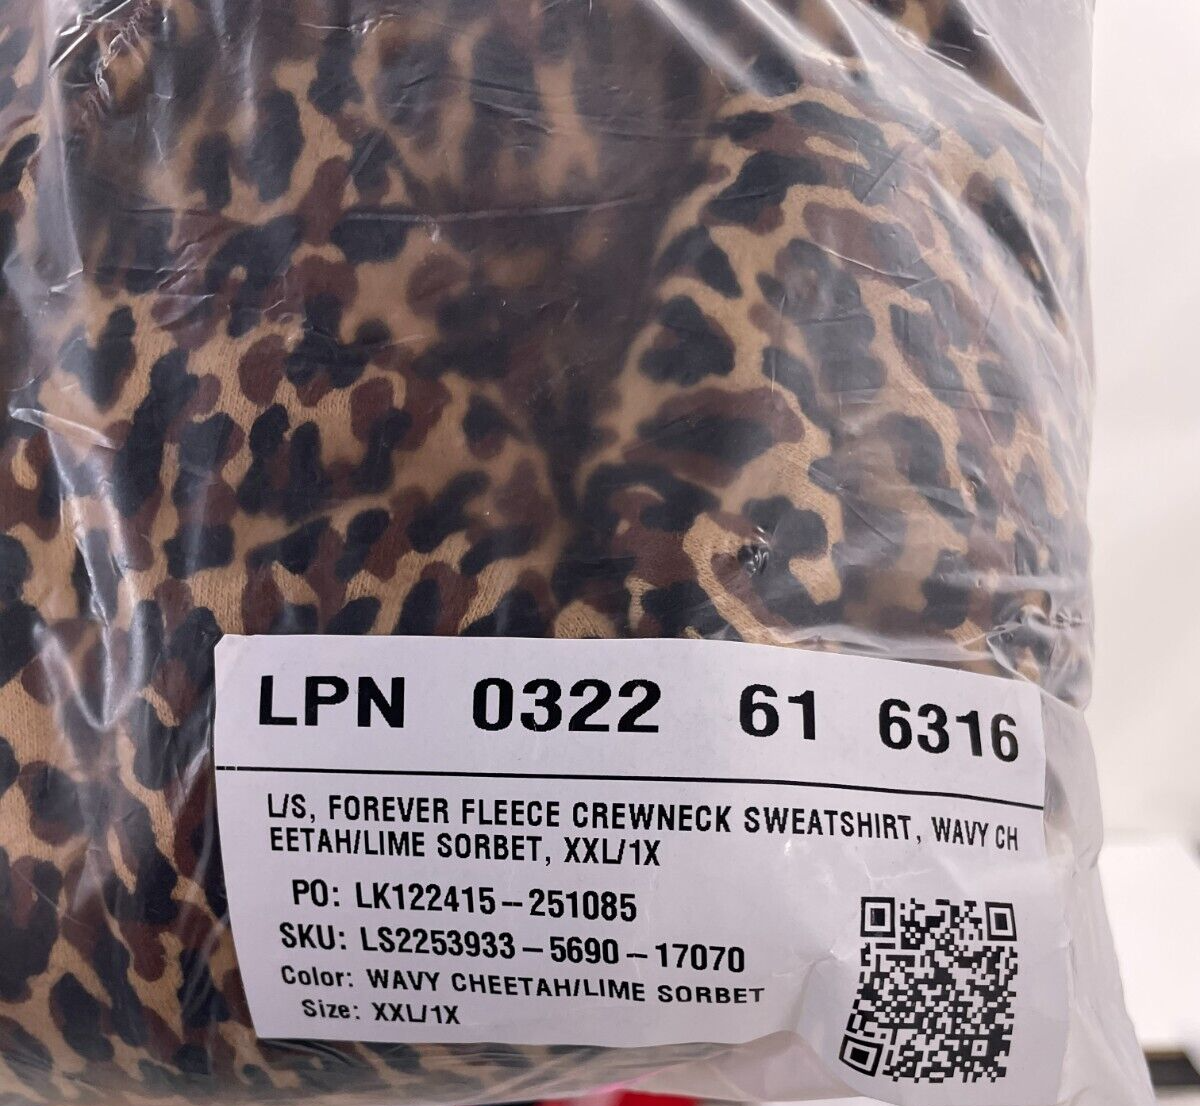 LPN 0322 61 6316
L/S, FOREVER FLEECE CREWNECK SWEATSHIRT, WAVY CH
EETAH/LIME SORBET, XXL/1X
PO: LK122415-251085
SKU: LS2253933-5690-17070
Color: WAVY CHEETAH/LIME SORBET
Size: XXL/1X